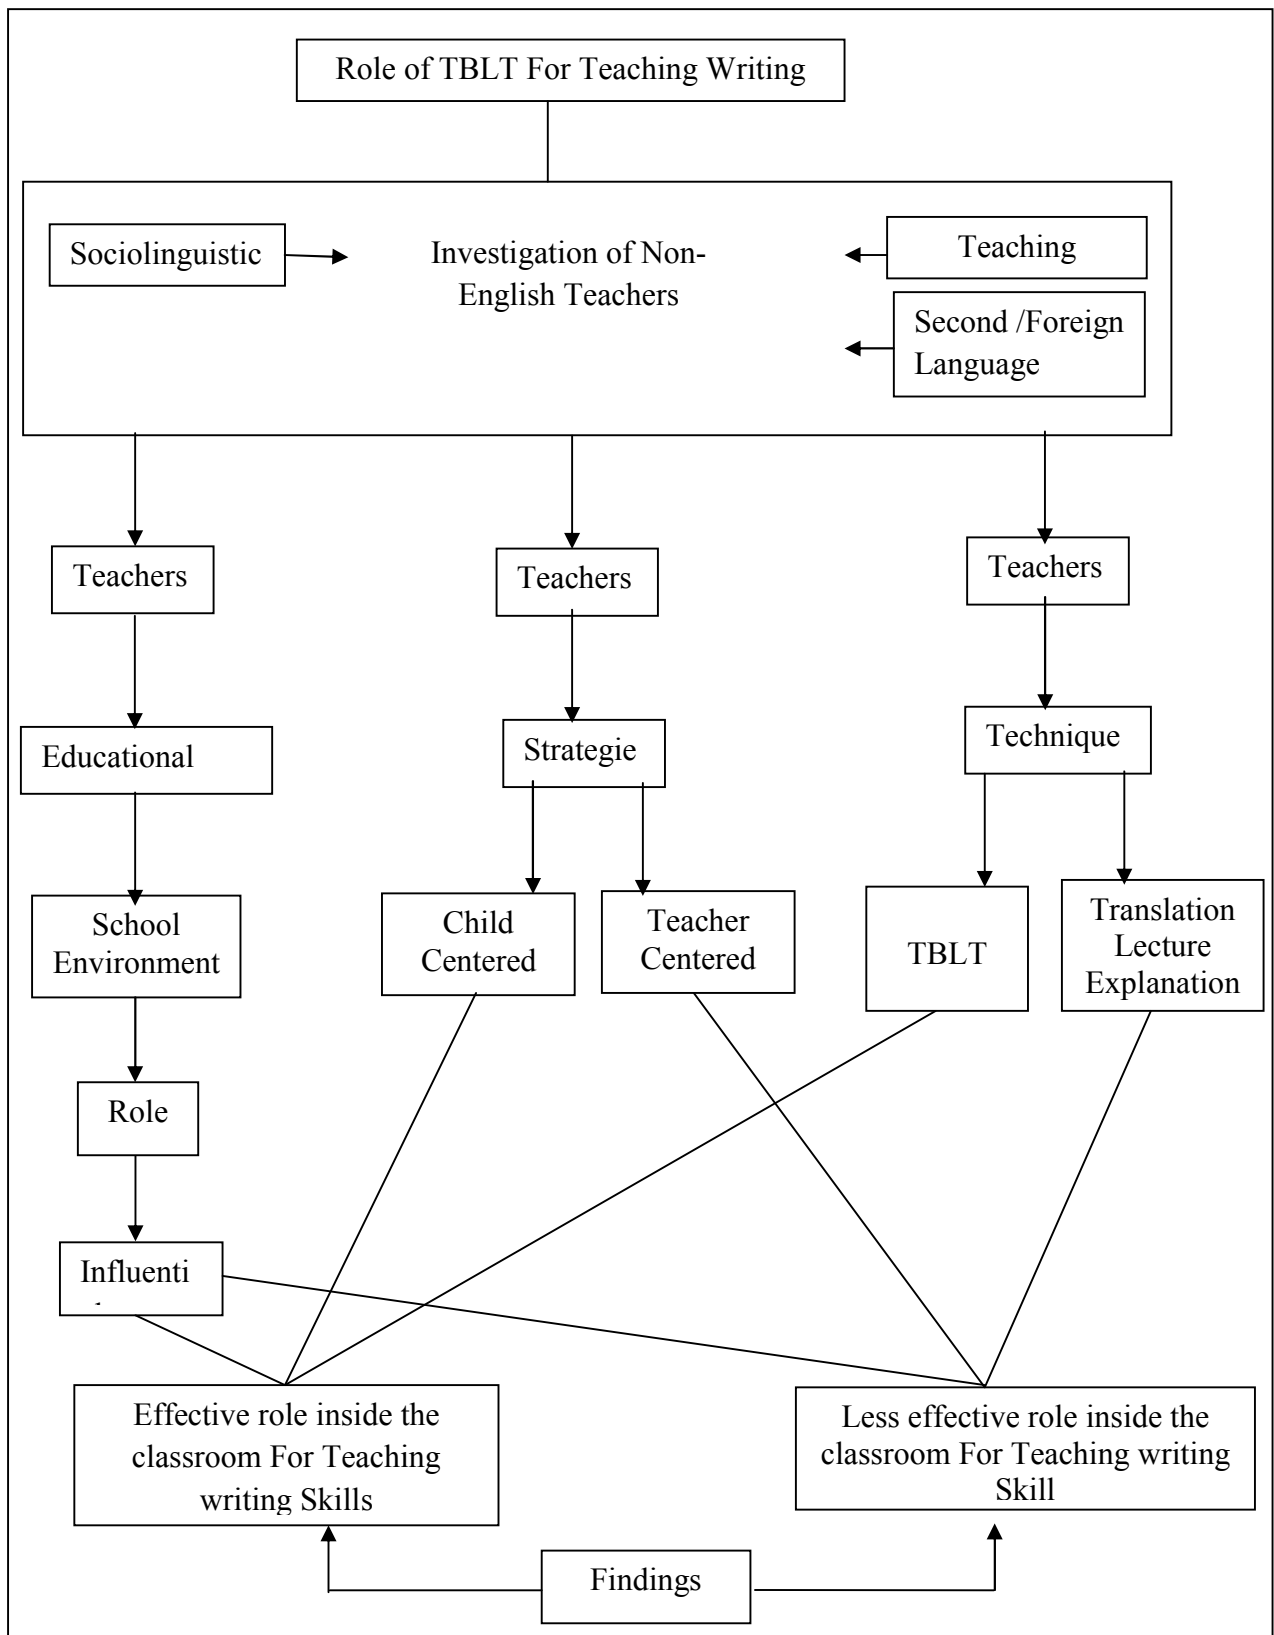 Role of TBLT For Teaching Writing
Sociolinguistic
Investigation of Non-
English Teachers
Teaching
Second /Foreign
Language
Teachers
Teachers
Teachers
Educational
Strategie
Technique
School
Environment
Child
Centered
Teacher
Centered
TBLT
Translation
Lecture
Explanation
Role
Influenti
Effective role inside the
classroom For Teaching
writing Skills
Less effective role inside the
classroom For Teaching writing
Skill
Findings